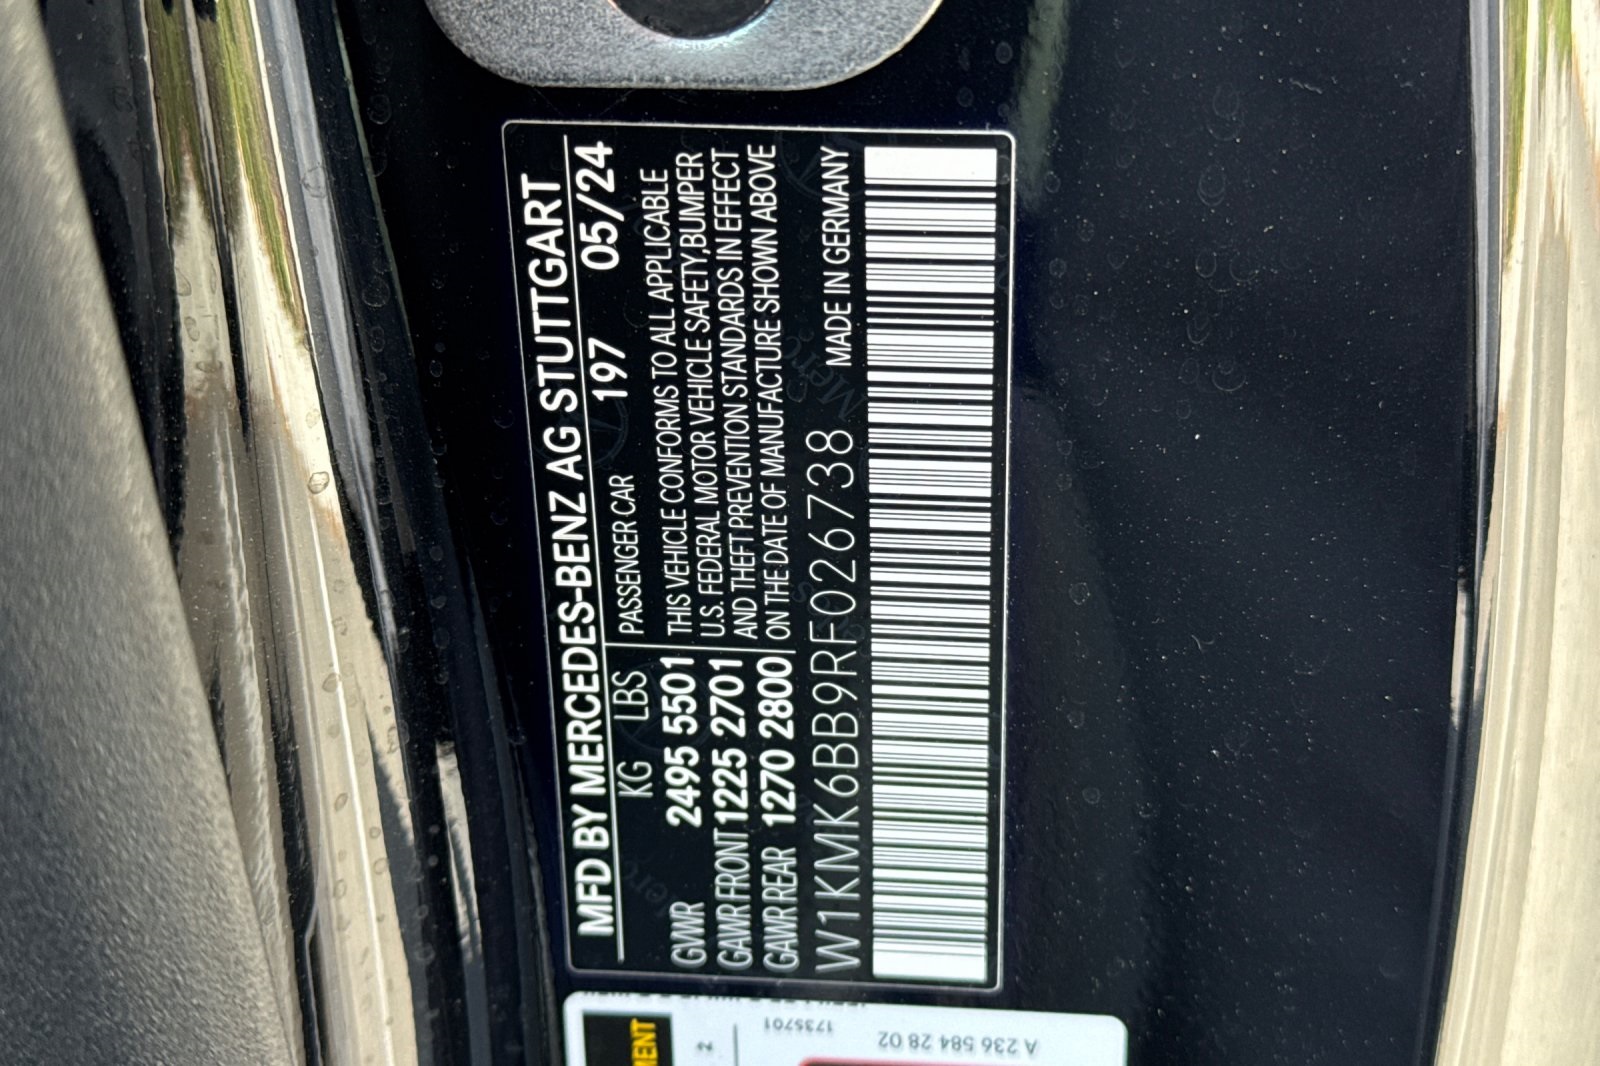 MFD BY MERCEDES-BENZ AG STUTTGART
197 05/24
KG LBS
PASSENGER CAR
GWWR 2495 5501
GAWR FRONT 1225 2701
GAWR REAR 1270 2800
THIS VEHICLE CONFORMS TO ALL APPLICABLE
U.S. FEDERAL MOTOR VEHICLE SAFETY,BUMPER
AND THEFT PREVENTION STANDARDS IN EFFECT
ON THE DATE OF MANUFACTURE SHOWN ABOVE
W1KMK6BB9RF026738
MADE IN GERMANY
A 236 584 28 02
1735701
2